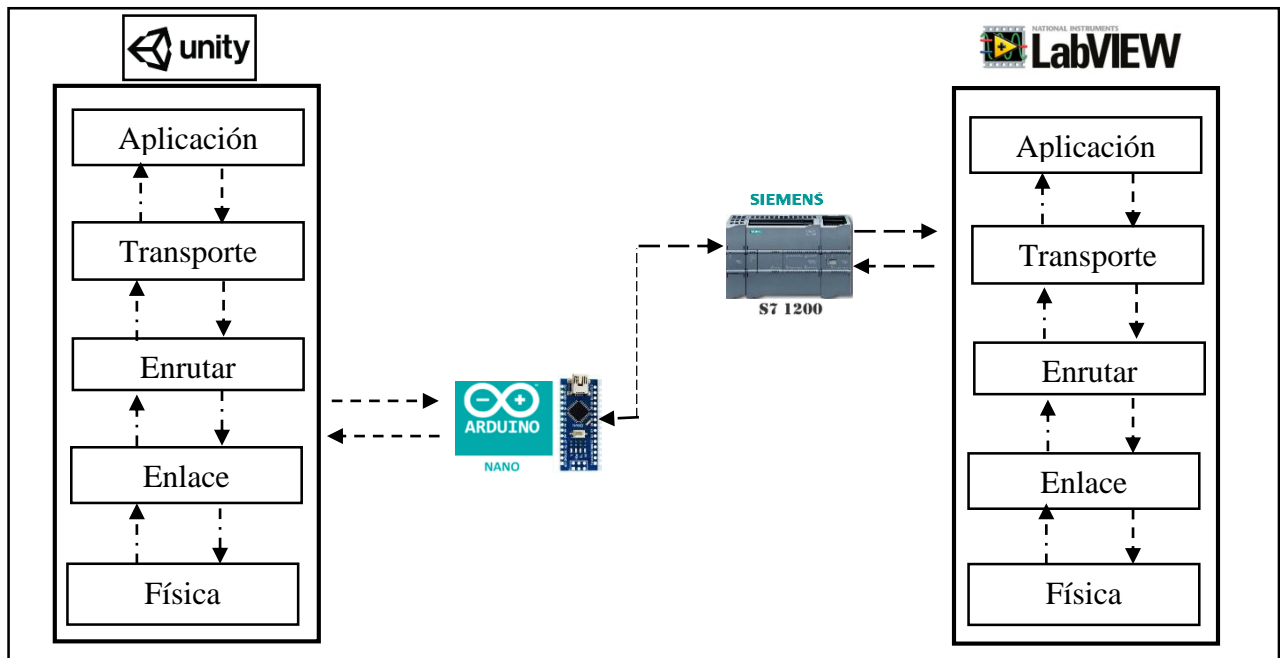 unity
Aplicación
Transporte
Enrutar
Enlace
Física
ARDUINO
NANO
SIEMENS
S7 1200
NATIONAL INSTRUMENTS
LabVIEW
Aplicación
Transporte
Enrutar
Enlace
Física